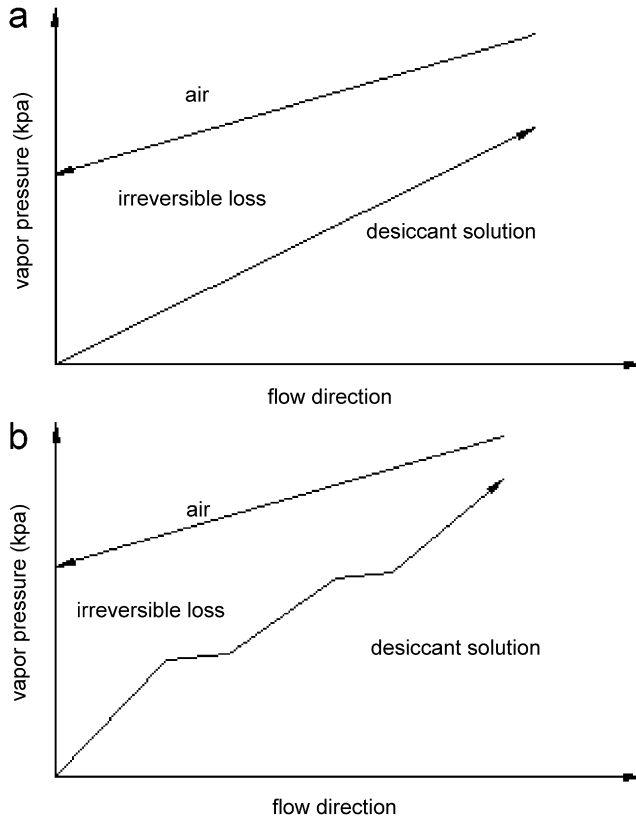 a
vapor pressure (kpa)
air
irreversible loss
desiccant solution
flow direction
b
vapor pressure (kpa)
air
irreversible loss
desiccant solution
flow direction